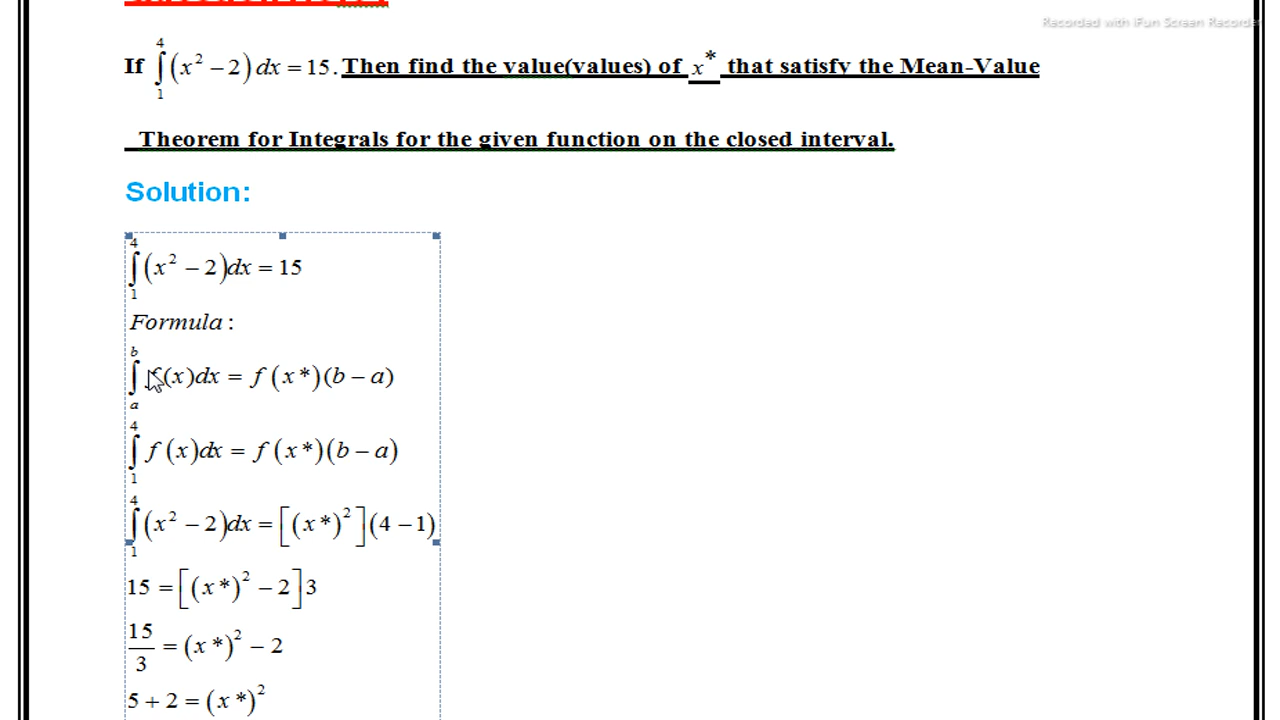 Recorded with iFun Screen Recorder
If ∫₁⁴ (x² − 2) dx = 15. Then find the value(values) of x* that satisfy the Mean-Value
Theorem for Integrals for the given function on the closed interval.
Solution:
∫₁⁴ (x² − 2)dx = 15
Formula :
∫ₐᵇ f(x)dx = f(x*)(b − a)
∫₁⁴ f(x)dx = f(x*)(b − a)
∫₁⁴ (x² − 2)dx = [(x*)²](4 − 1)
15 = [(x*)² − 2]3
15/3 = (x*)² − 2
5 + 2 = (x*)²